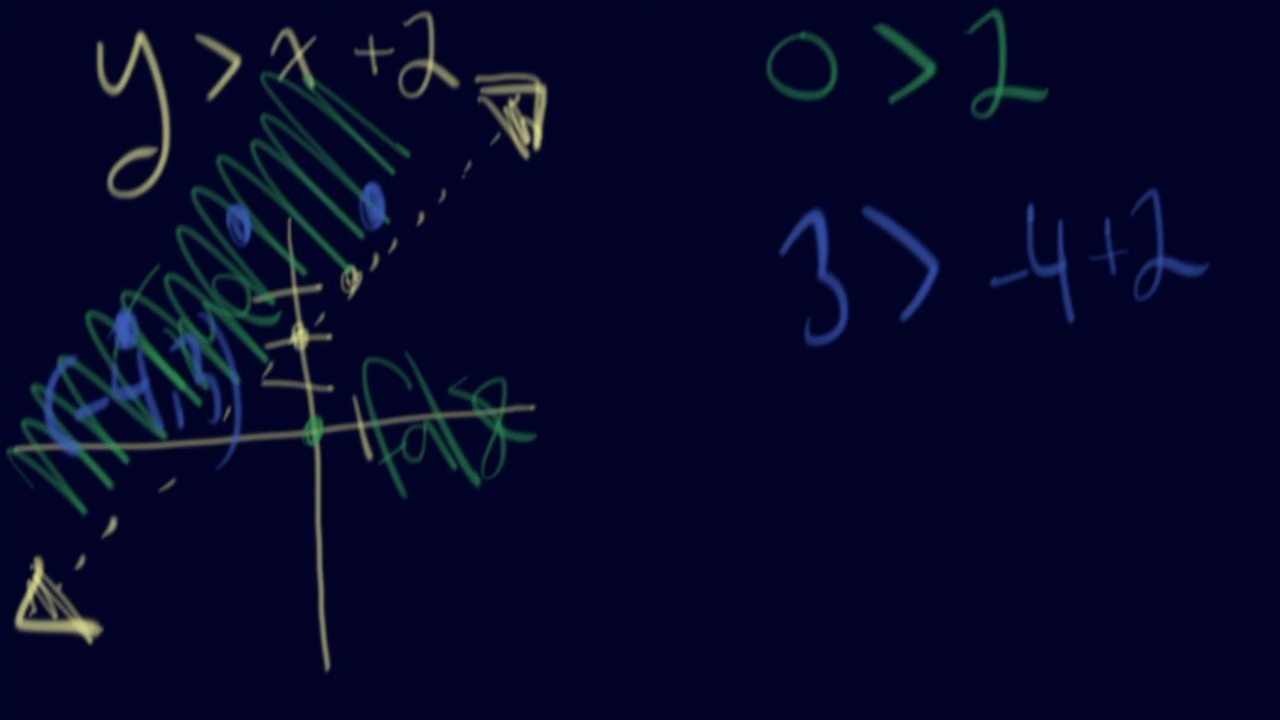 y > x + 2
0 > 2
3 > -4 + 2
(-4, 3)
false